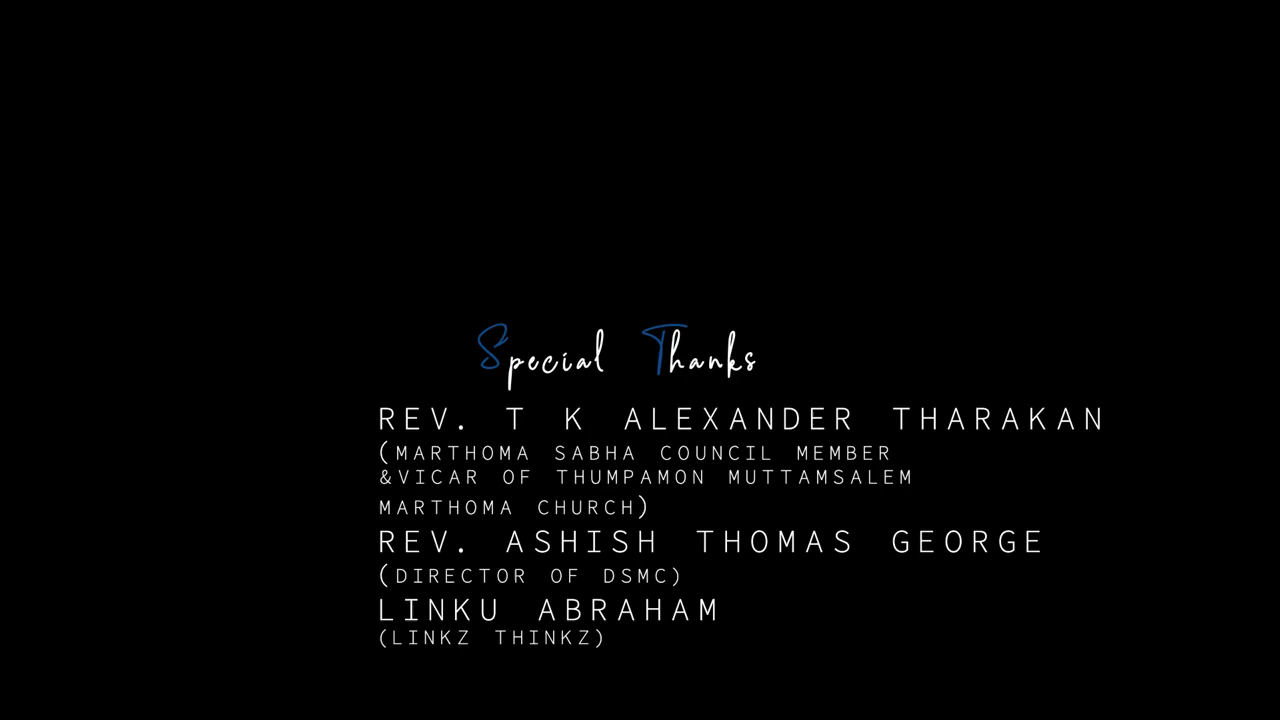 Special Thanks
REV. T K ALEXANDER THARAKAN
(MARTHOMA SABHA COUNCIL MEMBER
&VICAR OF THUMPAMON MUTTAMSALEM
MARTHOMA CHURCH)
REV. ASHISH THOMAS GEORGE
(DIRECTOR OF DSMC)
LINKU ABRAHAM
(LINKZ THINKZ)